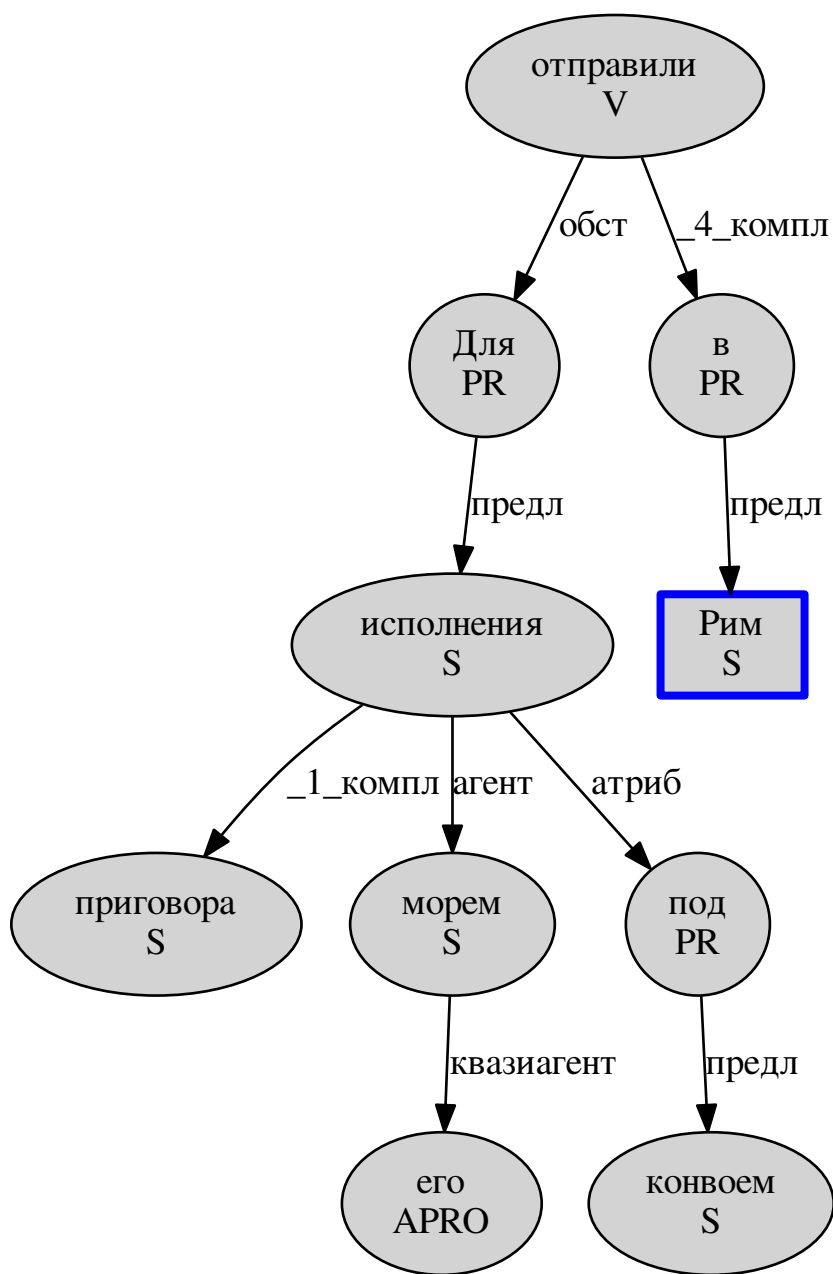 отправили
V
обст
_4_компл
Для
PR
в
PR
предл
предл
исполнения
S
Рим
S
_1_компл
агент
атриб
приговора
S
морем
S
под
PR
квазиагент
предл
его
APRO
конвоем
S